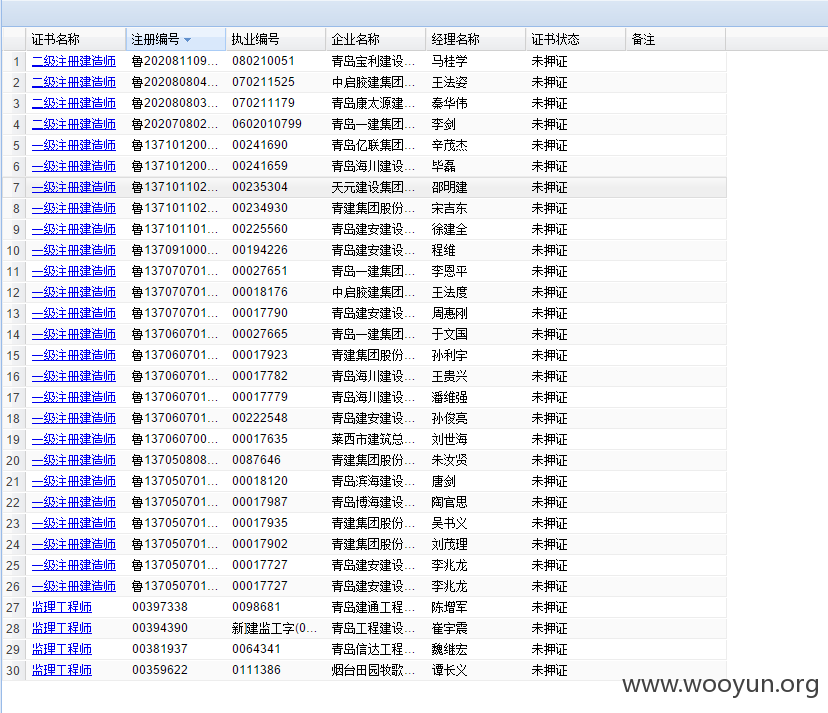 证书名称 注册编号 执业编号 企业名称 经理名称 证书状态 备注
1 二级注册建造师 鲁202081109... 080210051 青岛宝利建设... 马桂学 未押证
2 二级注册建造师 鲁202080804... 070211525 中启胶建集团... 王法姿 未押证
3 二级注册建造师 鲁202080803... 070211179 青岛康太源建... 秦华伟 未押证
4 二级注册建造师 鲁202070802... 0602010799 青岛一建集团... 李剑 未押证
5 一级注册建造师 鲁137101200... 00241690 青岛亿联集团... 辛茂杰 未押证
6 一级注册建造师 鲁137101200... 00241659 青岛海川建设... 毕磊 未押证
7 一级注册建造师 鲁137101102... 00235304 天元建设集团... 邵明建 未押证
8 一级注册建造师 鲁137101102... 00234930 青建集团股份... 宋吉东 未押证
9 一级注册建造师 鲁137101101... 00225560 青岛建安建设... 徐建全 未押证
10 一级注册建造师 鲁137091000... 00194226 青岛建安建设... 程维 未押证
11 一级注册建造师 鲁137070701... 00027651 青岛一建集团... 李恩平 未押证
12 一级注册建造师 鲁137070701... 00018176 中启胶建集团... 王法度 未押证
13 一级注册建造师 鲁137070701... 00017790 青岛建安建设... 周惠刚 未押证
14 一级注册建造师 鲁137060701... 00027665 青岛一建集团... 于文国 未押证
15 一级注册建造师 鲁137060701... 00017923 青建集团股份... 孙利宇 未押证
16 一级注册建造师 鲁137060701... 00017782 青岛海川建设... 王贵兴 未押证
17 一级注册建造师 鲁137060701... 00017779 青岛海川建设... 潘维强 未押证
18 一级注册建造师 鲁137060701... 00222548 青岛建安建设... 孙俊亮 未押证
19 一级注册建造师 鲁137060700... 00017635 莱西市建筑总... 刘世海 未押证
20 一级注册建造师 鲁137050808... 0087646 青建集团股份... 朱汝贤 未押证
21 一级注册建造师 鲁137050701... 00018120 青岛滨海建设... 唐剑 未押证
22 一级注册建造师 鲁137050701... 00017987 青岛博海建设... 陶官思 未押证
23 一级注册建造师 鲁137050701... 00017935 青建集团股份... 吴书义 未押证
24 一级注册建造师 鲁137050701... 00017902 青建集团股份... 刘茂理 未押证
25 一级注册建造师 鲁137050701... 00017727 青岛建安建设... 李兆龙 未押证
26 一级注册建造师 鲁137050701... 00017727 青岛建安建设... 李兆龙 未押证
27 监理工程师 00397338 0098681 青岛建通工程... 陈增军 未押证
28 监理工程师 00394390 新建监工字(0... 青岛工程建设... 崔宇震 未押证
29 监理工程师 00381937 0064341 青岛信达工程... 魏继宏 未押证
30 监理工程师 00359622 0111386 烟台田园牧歌... 谭长义 未押证
www.wooyun.org